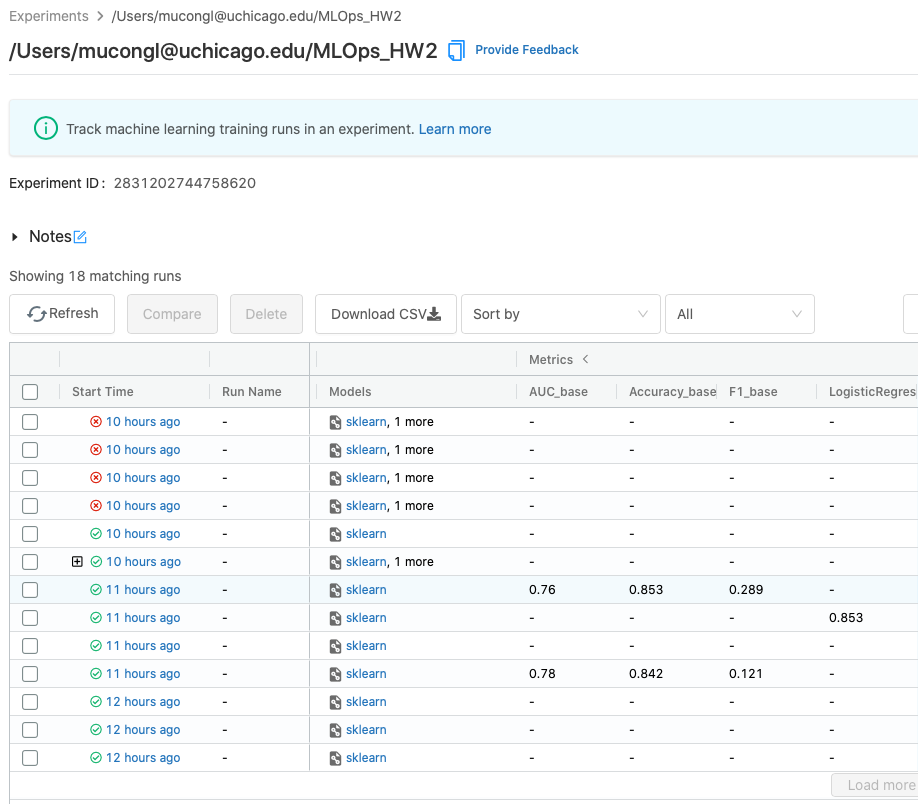 Experiments > /Users/mucongl@uchicago.edu/MLOps_HW2
/Users/mucongl@uchicago.edu/MLOps_HW2 Provide Feedback
Track machine learning training runs in an experiment. Learn more
Experiment ID: 2831202744758620
Notes
Showing 18 matching runs
Refresh Compare Delete Download CSV Sort by All
Metrics <
Start Time Run Name Models AUC_base Accuracy_base F1_base LogisticRegres
10 hours ago - sklearn, 1 more - - - -
10 hours ago - sklearn, 1 more - - - -
10 hours ago - sklearn, 1 more - - - -
10 hours ago - sklearn, 1 more - - - -
10 hours ago - sklearn - - - -
10 hours ago - sklearn, 1 more - - - -
11 hours ago - sklearn 0.76 0.853 0.289 -
11 hours ago - sklearn - - - 0.853
11 hours ago - sklearn - - - -
11 hours ago - sklearn 0.78 0.842 0.121 -
12 hours ago - sklearn - - - -
12 hours ago - sklearn - - - -
12 hours ago - sklearn - - - -
Load more